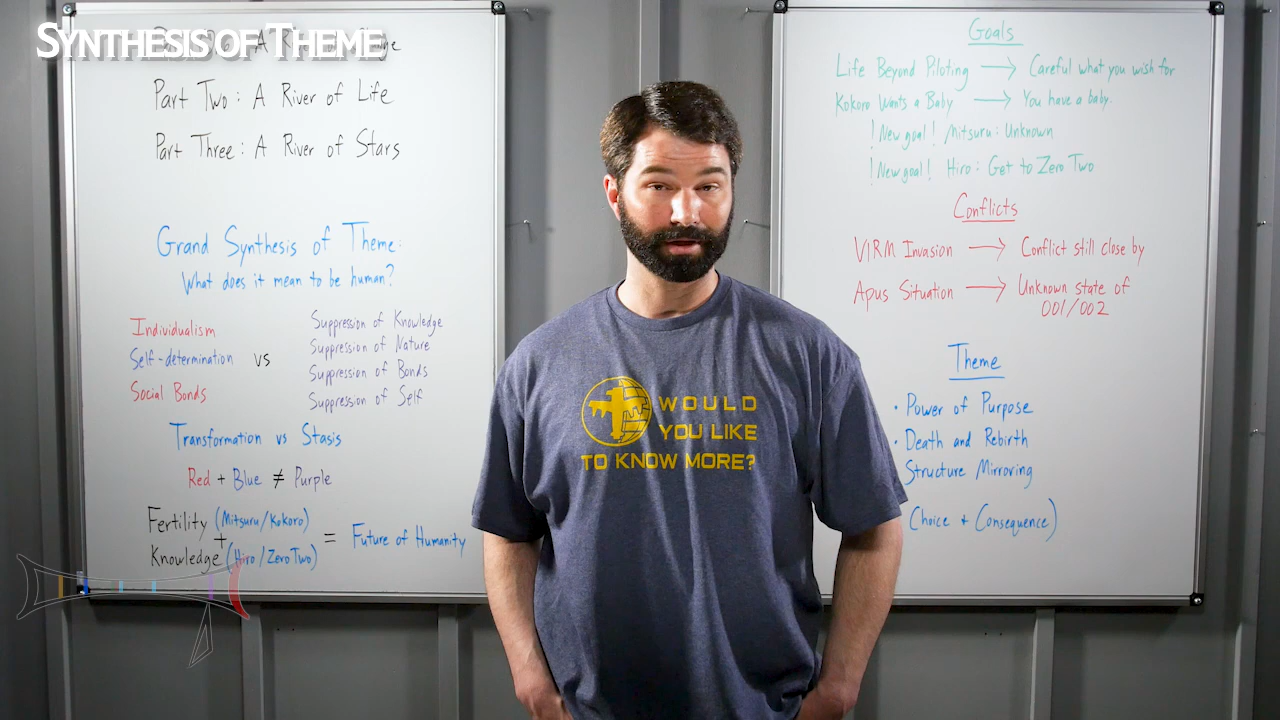 SYNTHESIS OF THEME
Part Two: A River of Life
Part Three: A River of Stars
Grand Synthesis of Theme:
What does it mean to be human?
Individualism
Self-determination
Social Bonds
vs
Suppression of Knowledge
Suppression of Nature
Suppression of Bonds
Suppression of Self
Transformation vs Stasis
Red + Blue ≠ Purple
Fertility (Mitsuru/Kokoro)
+
Knowledge (Hiro/Zero Two)
= Future of Humanity
WOULD
YOU LIKE
TO KNOW MORE?
Goals
Life Beyond Piloting → Careful what you wish for
Kokoro Wants a Baby → You have a baby.
!New goal! Mitsuru: Unknown
!New goal! Hiro: Get to Zero Two
Conflicts
VIRM Invasion → Conflict still close by
Apus Situation → Unknown state of
001/002
Theme
• Power of Purpose
• Death and Rebirth
Structure Mirroring
(Choice + Consequence)